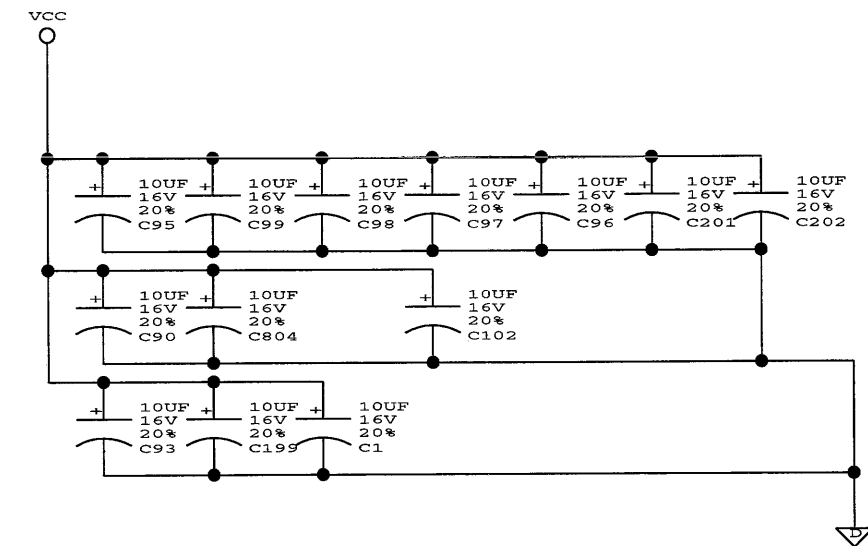 VCC
+ 10UF + 10UF + 10UF + 10UF + 10UF + 10UF + 10UF
16V 16V 16V 16V 16V 16V 16V
20% 20% 20% 20% 20% 20% 20%
C95 C99 C98 C97 C96 C201 C202
+ 10UF + 10UF + 10UF
16V 16V 16V
20% 20% 20%
C90 C804 C102
+ 10UF + 10UF + 10UF
16V 16V 16V
20% 20% 20%
C93 C199 C1
D